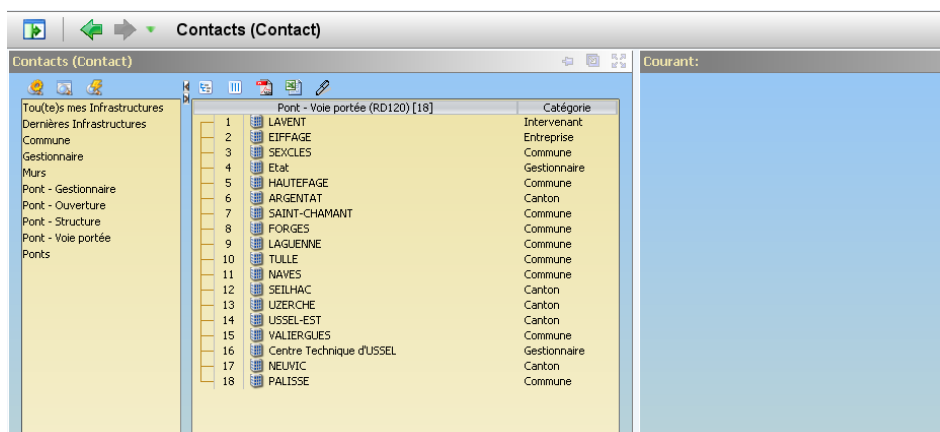 Contacts (Contact)
Contacts (Contact)
Courant:
Tou(te)s mes Infrastructures
Dernières Infrastructures
Commune
Gestionnaire
Murs
Pont - Gestionnaire
Pont - Ouverture
Pont - Structure
Pont - Voie portée
Ponts
Pont - Voie portée (RD120) [18] Catégorie
1 LAVENT Intervenant
2 EIFFAGE Entreprise
3 SEXCLES Commune
4 Etat Gestionnaire
5 HAUTEFAGE Commune
6 ARGENTAT Canton
7 SAINT-CHAMANT Commune
8 FORGES Commune
9 LAGUENNE Commune
10 TULLE Commune
11 NAVES Commune
12 SEILHAC Canton
13 UZERCHE Canton
14 USSEL-EST Canton
15 VALIERGUES Commune
16 Centre Technique d'USSEL Gestionnaire
17 NEUVIC Canton
18 PALISSE Commune